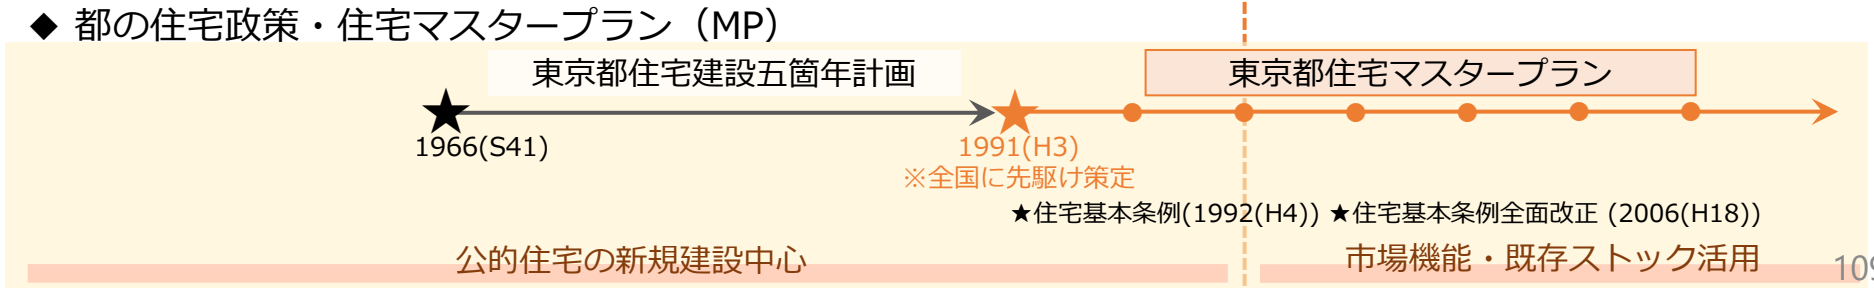 ◆ 都の住宅政策・住宅マスタープラン（MP）
東京都住宅建設五箇年計画
東京都住宅マスタープラン
1966(S41)
1991(H3)
※全国に先駆け策定
★住宅基本条例(1992(H4)) ★住宅基本条例全面改正 (2006(H18))
公的住宅の新規建設中心
市場機能・既存ストック活用
109